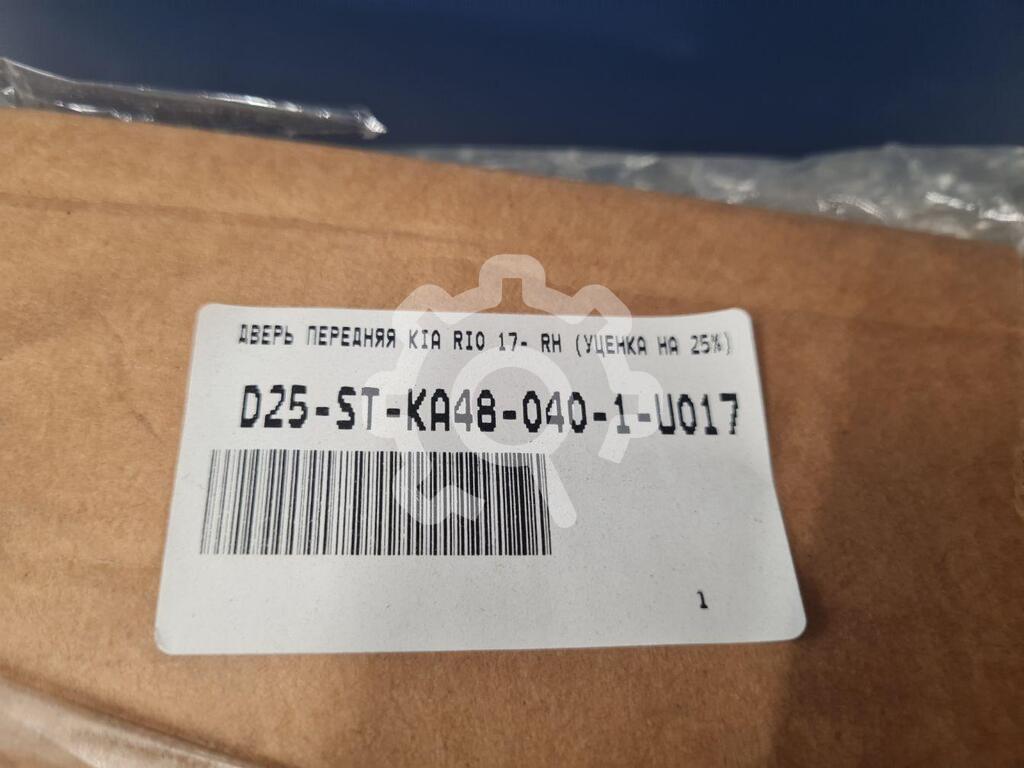 ДВЕРЬ ПЕРЕДНЯЯ KIA RIO 17- RH (УЦЕНКА НА 25%)
D25-ST-KA48-040-1-U017
1